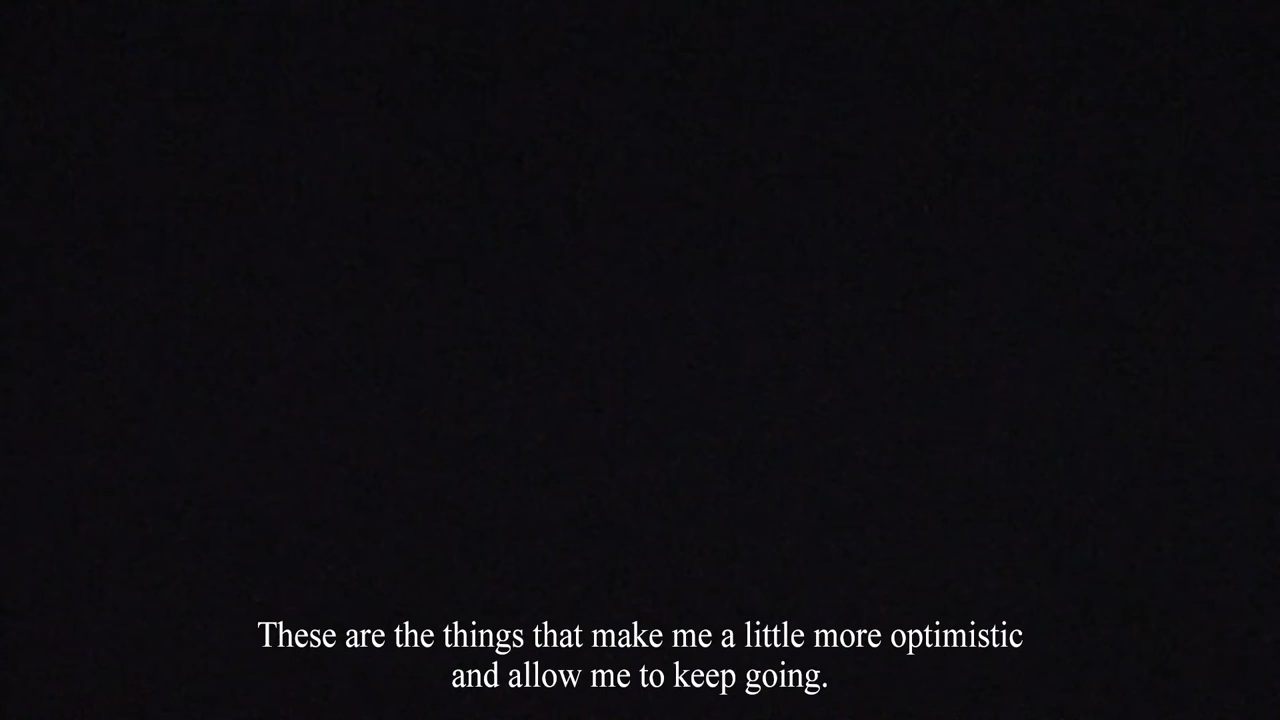 These are the things that make me a little more optimistic
and allow me to keep going.